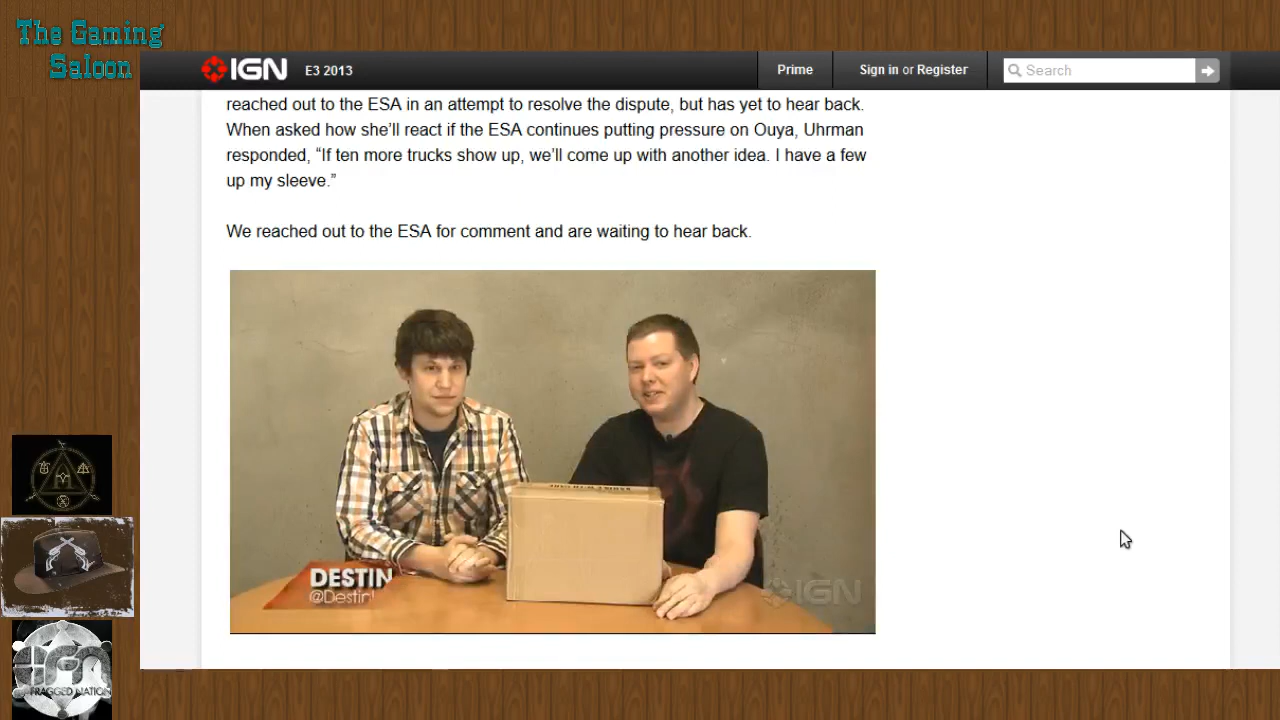 The Gaming
Saloon
IGN
E3 2013
Prime
Sign in or Register
Search
reached out to the ESA in an attempt to resolve the dispute, but has yet to hear back.
When asked how she’ll react if the ESA continues putting pressure on Ouya, Uhrman
responded, “If ten more trucks show up, we’ll come up with another idea. I have a few
up my sleeve.”
We reached out to the ESA for comment and are waiting to hear back.
DESTIN
@Destin
IGN
FRAGGED NATION